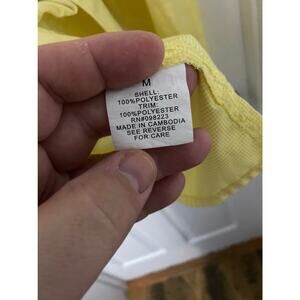 M
SHELL:
100%POLYESTER
TRIM:
100%POLYESTER
RN#098223
MADE IN CAMBODIA
SEE REVERSE
FOR CARE